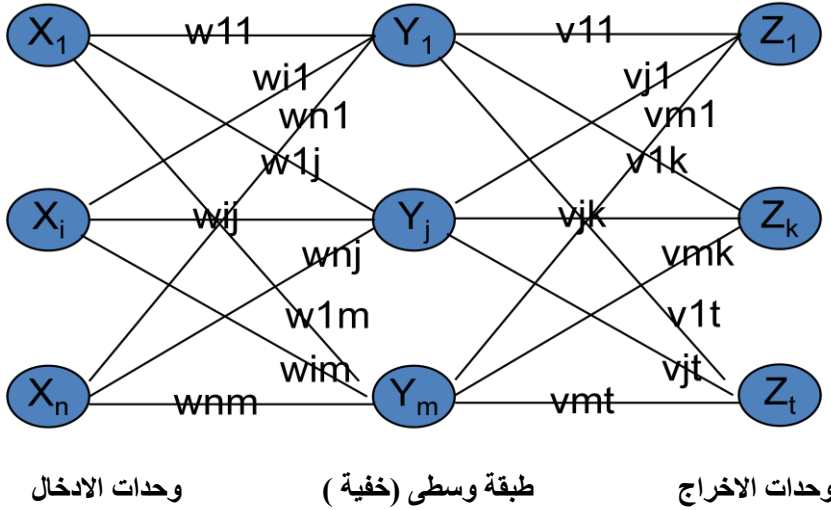 X₁ w11 Y₁ v11 Z₁
wi1 vj1
wn1 vm1
w1j v1k
Xᵢ wij Yⱼ vjk Zₖ
wnj vmk
w1m v1t
wim vjt
Xₙ wnm Yₘ vmt Zₜ
وحدات الادخال طبقة وسطى (خفية ) وحدات الاخراج